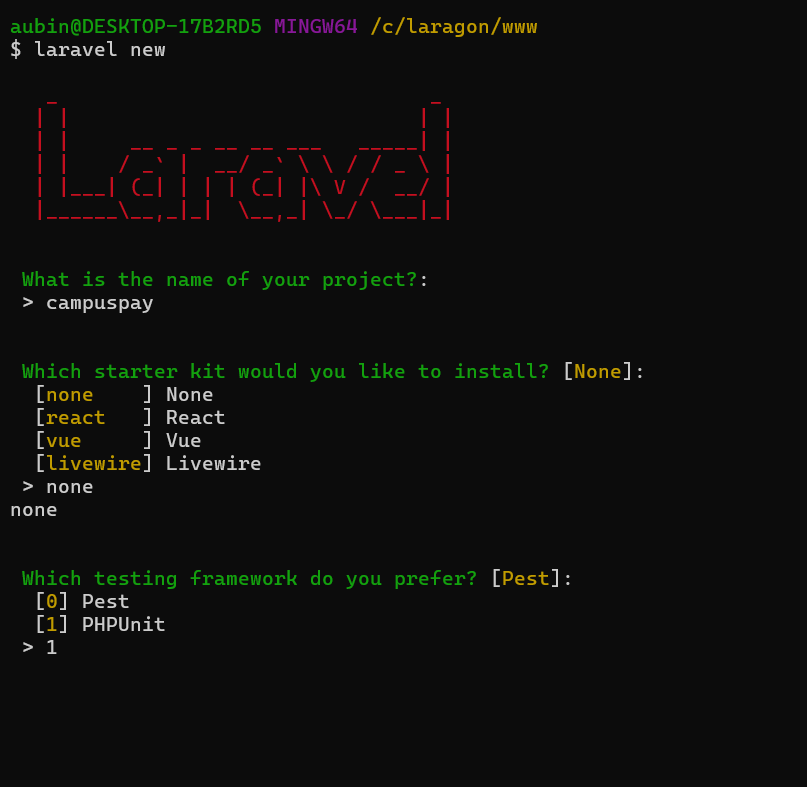 aubin@DESKTOP-17B2RD5 MINGW64 /c/laragon/www
$ laravel new
Laravel
What is the name of your project?:
> campuspay
Which starter kit would you like to install? [None]:
[none    ] None
[react   ] React
[vue     ] Vue
[livewire] Livewire
> none
none
Which testing framework do you prefer? [Pest]:
[0] Pest
[1] PHPUnit
> 1